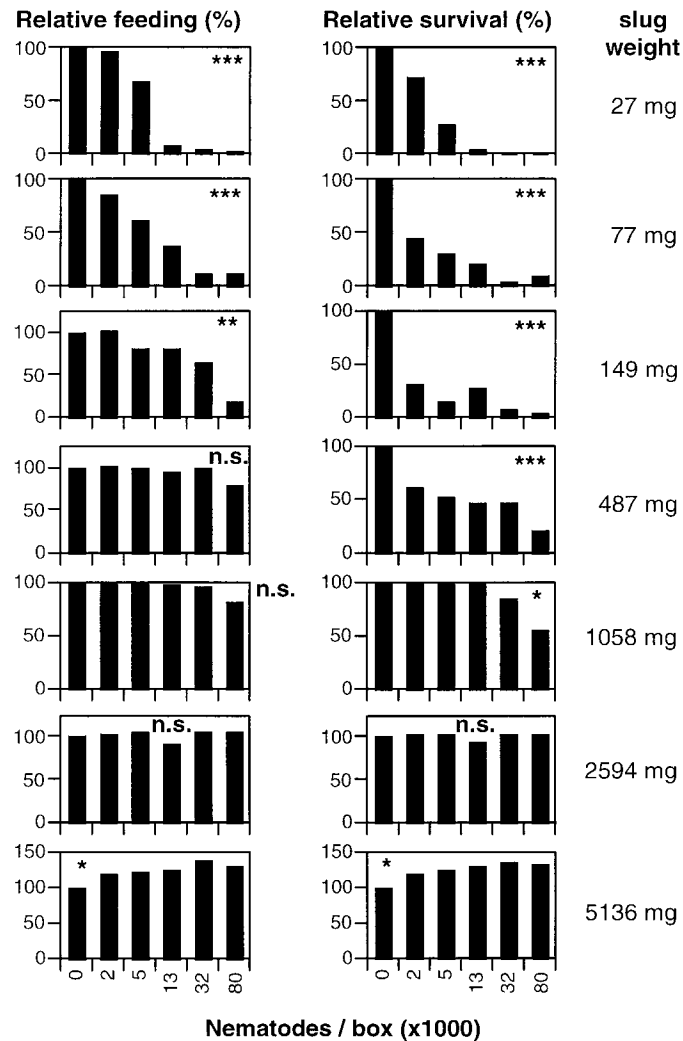 Relative feeding (%) Relative survival (%) slug
weight
100 *** 100 *** 27 mg
50 50
0 0
100 *** 100 *** 77 mg
50 50
0 0
** *** 149 mg
100 100
50 50
0 0
n.s. 100 *** 487 mg
100
50 50
0 0
100 n.s. 100 * 1058 mg
50 50
0 0
n.s. n.s. 2594 mg
100 100
50 50
0 0
150 * 150 * 5136 mg
100 100
50 50
0 0
0 2 5 13 32 80 0 2 5 13 32 80
Nematodes / box (x1000)